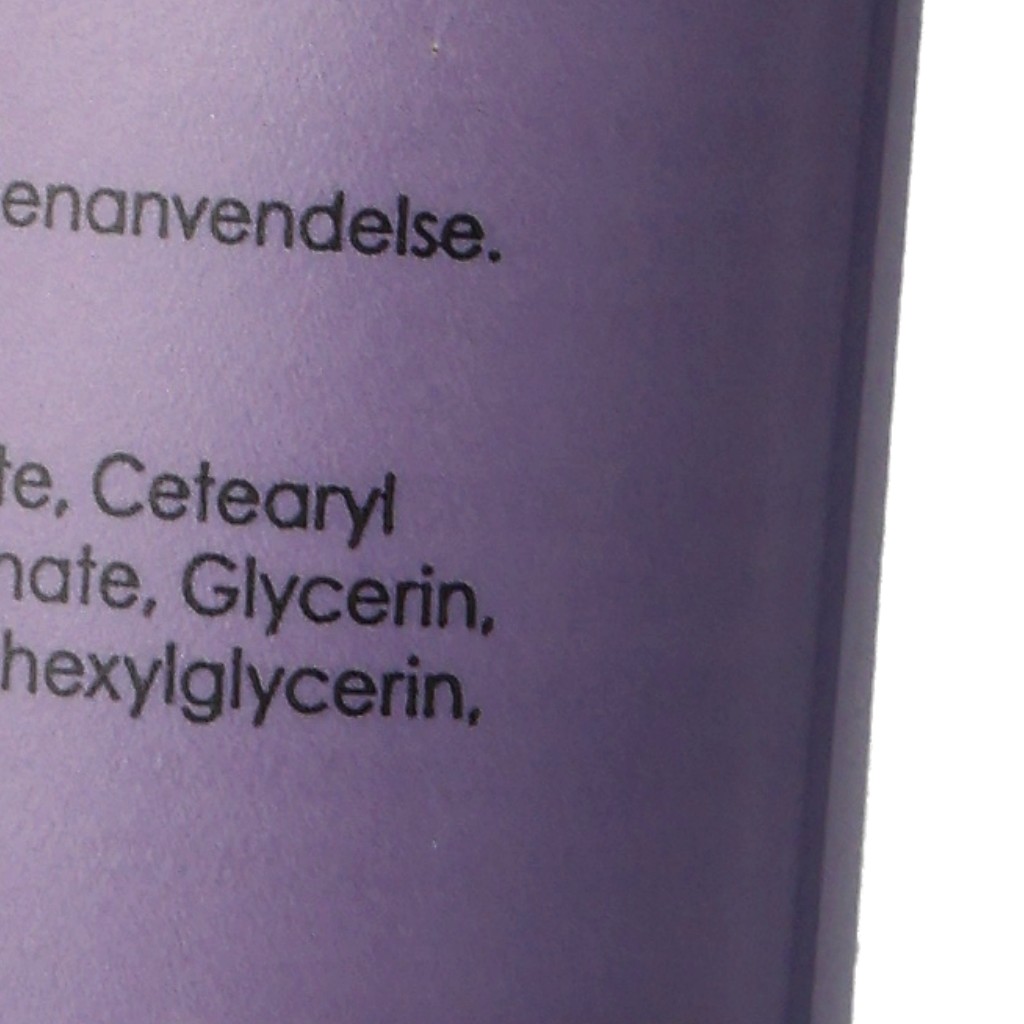 enanvendelse.
te, Cetearyl
nate, Glycerin,
hexylglycerin,